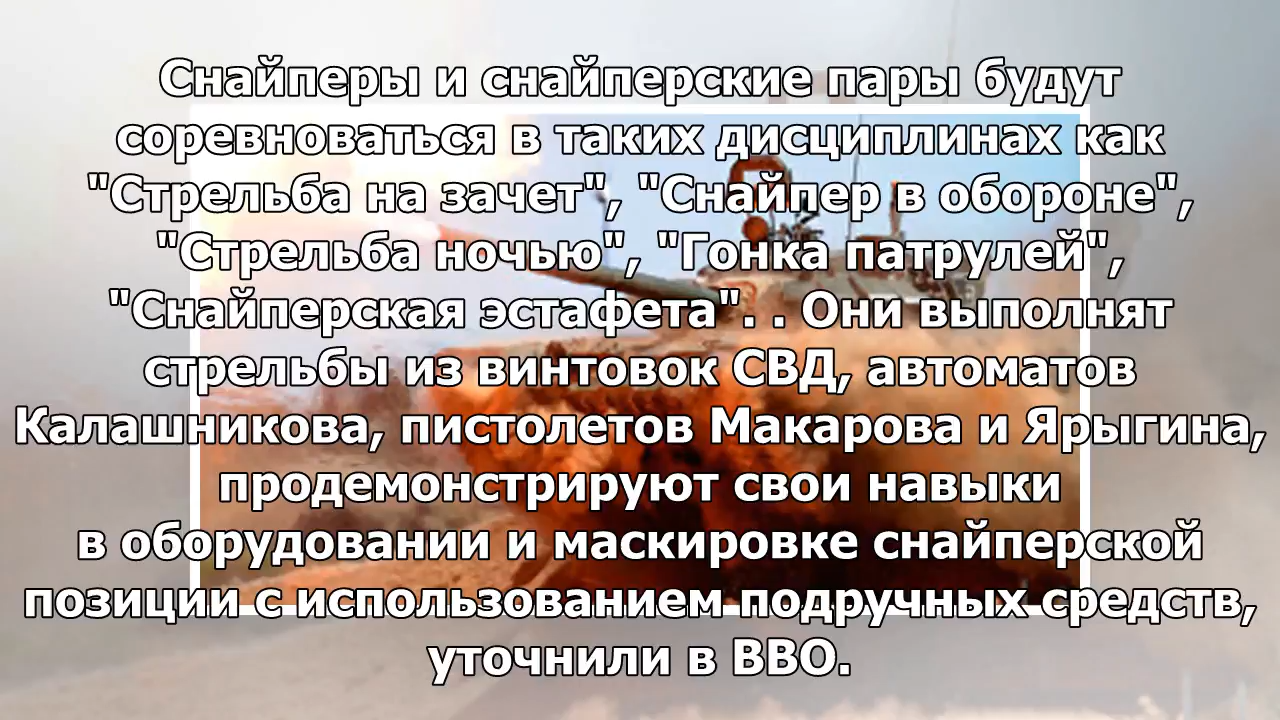 Снайперы и снайперские пары будут
соревноваться в таких дисциплинах как
"Стрельба на зачет", "Снайпер в обороне",
"Стрельба ночью", "Гонка патрулей",
"Снайперская эстафета". . Они выполнят
стрельбы из винтовок СВД, автоматов
Калашникова, пистолетов Макарова и Ярыгина,
продемонстрируют свои навыки
в оборудовании и маскировке снайперской
позиции с использованием подручных средств,
уточнили в ВВО.